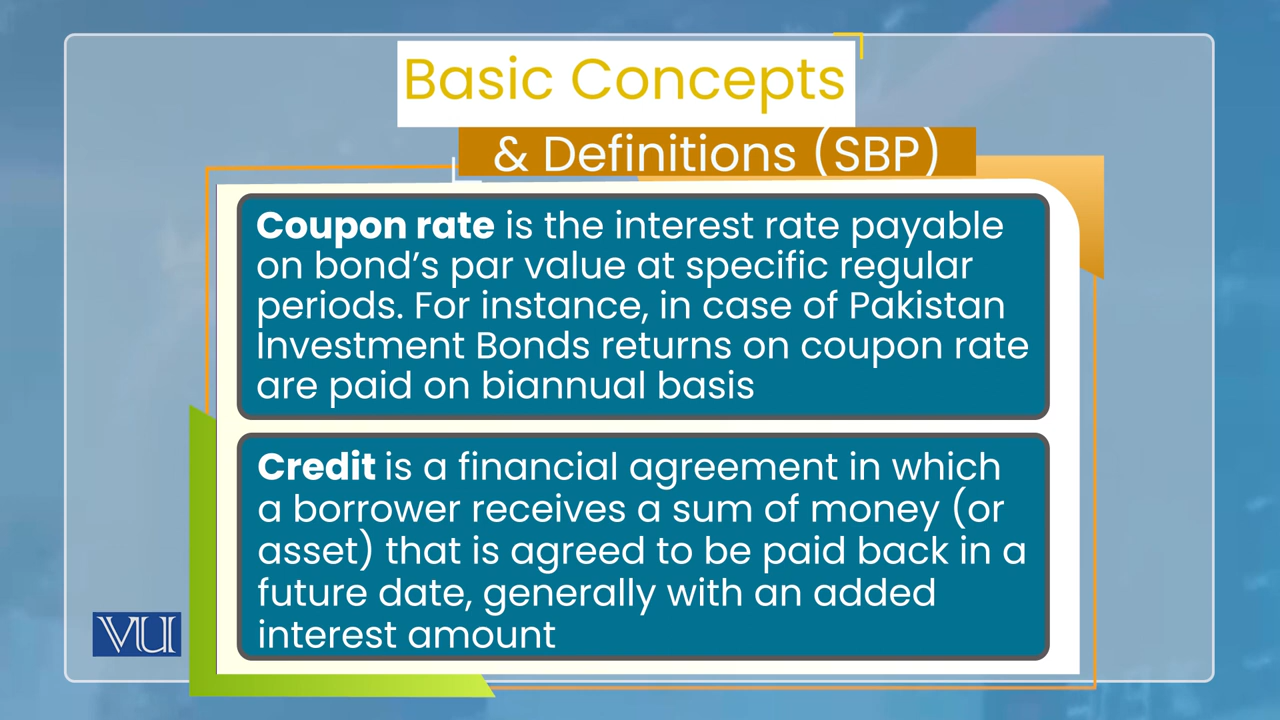 Basic Concepts
& Definitions (SBP)
Coupon rate is the interest rate payable
on bond's par value at specific regular
periods. For instance, in case of Pakistan
Investment Bonds returns on coupon rate
are paid on biannual basis
Credit is a financial agreement in which
a borrower receives a sum of money (or
asset) that is agreed to be paid back in a
future date, generally with an added
interest amount
VU